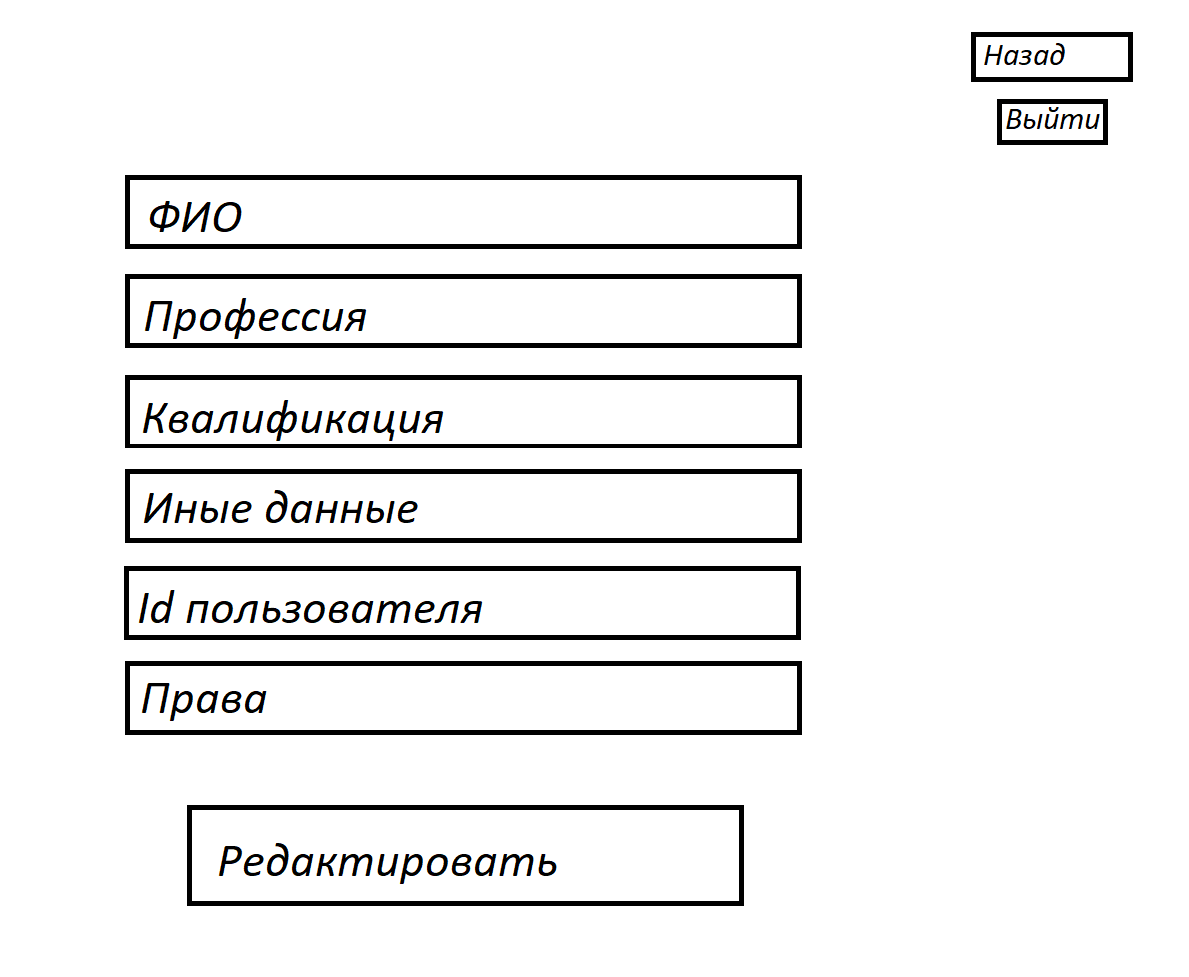 Назад
Выйти
ФИО
Профессия
Квалификация
Иные данные
Id пользователя
Права
Редактировать